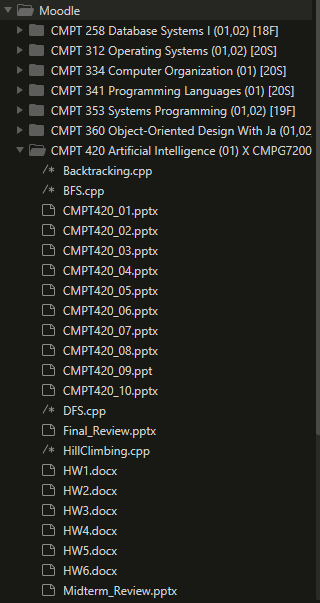 Moodle
CMPT 258 Database Systems I (01,02) [18F]
CMPT 312 Operating Systems (01,02) [20S]
CMPT 334 Computer Organization (01) [20S]
CMPT 341 Programming Languages (01) [20S]
CMPT 353 Systems Programming (01,02) [19F]
CMPT 360 Object-Oriented Design With Ja (01,02
CMPT 420 Artificial Intelligence (01) X CMPG7200
/* Backtracking.cpp
/* BFS.cpp
CMPT420_01.pptx
CMPT420_02.pptx
CMPT420_03.pptx
CMPT420_04.pptx
CMPT420_05.pptx
CMPT420_06.pptx
CMPT420_07.pptx
CMPT420_08.pptx
CMPT420_09.ppt
CMPT420_10.pptx
/* DFS.cpp
Final_Review.pptx
/* HillClimbing.cpp
HW1.docx
HW2.docx
HW3.docx
HW4.docx
HW5.docx
HW6.docx
Midterm_Review.pptx